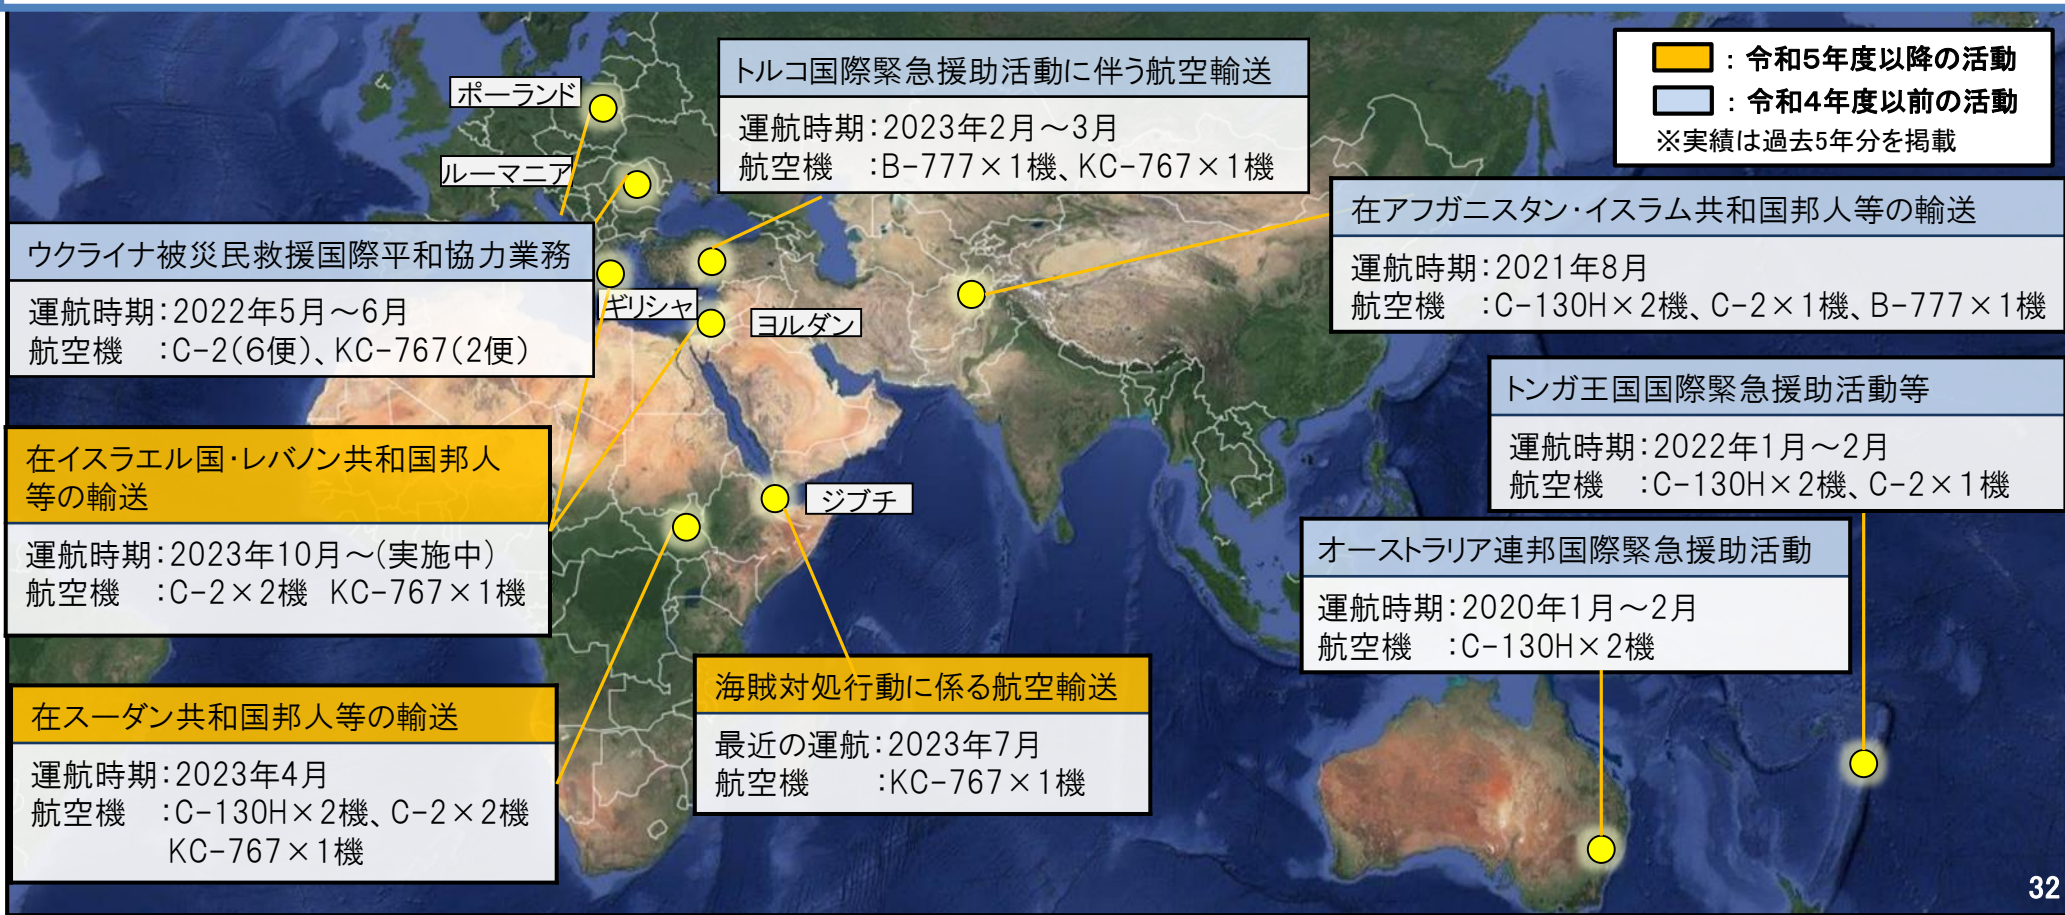 ：令和5年度以降の活動
：令和4年度以前の活動
※実績は過去5年分を掲載
ポーランド
ルーマニア
ギリシャ
ヨルダン
ジブチ
トルコ国際緊急援助活動に伴う航空輸送
運航時期：2023年2月～3月
航空機　：B-777×1機、KC-767×1機
在アフガニスタン・イスラム共和国邦人等の輸送
運航時期：2021年8月
航空機　：C-130H×2機、C-2×1機、B-777×1機
ウクライナ被災民救援国際平和協力業務
運航時期：2022年5月～6月
航空機　：C-2（6便）、KC-767（2便）
トンガ王国国際緊急援助活動等
運航時期：2022年1月～2月
航空機　：C-130H×2機、C-2×1機
在イスラエル国・レバノン共和国邦人
等の輸送
運航時期：2023年10月～（実施中）
航空機　：C-2×2機　KC-767×1機
オーストラリア連邦国際緊急援助活動
運航時期：2020年1月～2月
航空機　：C-130H×2機
在スーダン共和国邦人等の輸送
運航時期：2023年4月
航空機　：C-130H×2機、C-2×2機
KC-767×1機
海賊対処行動に係る航空輸送
最近の運航：2023年7月
航空機　　：KC-767×1機
32